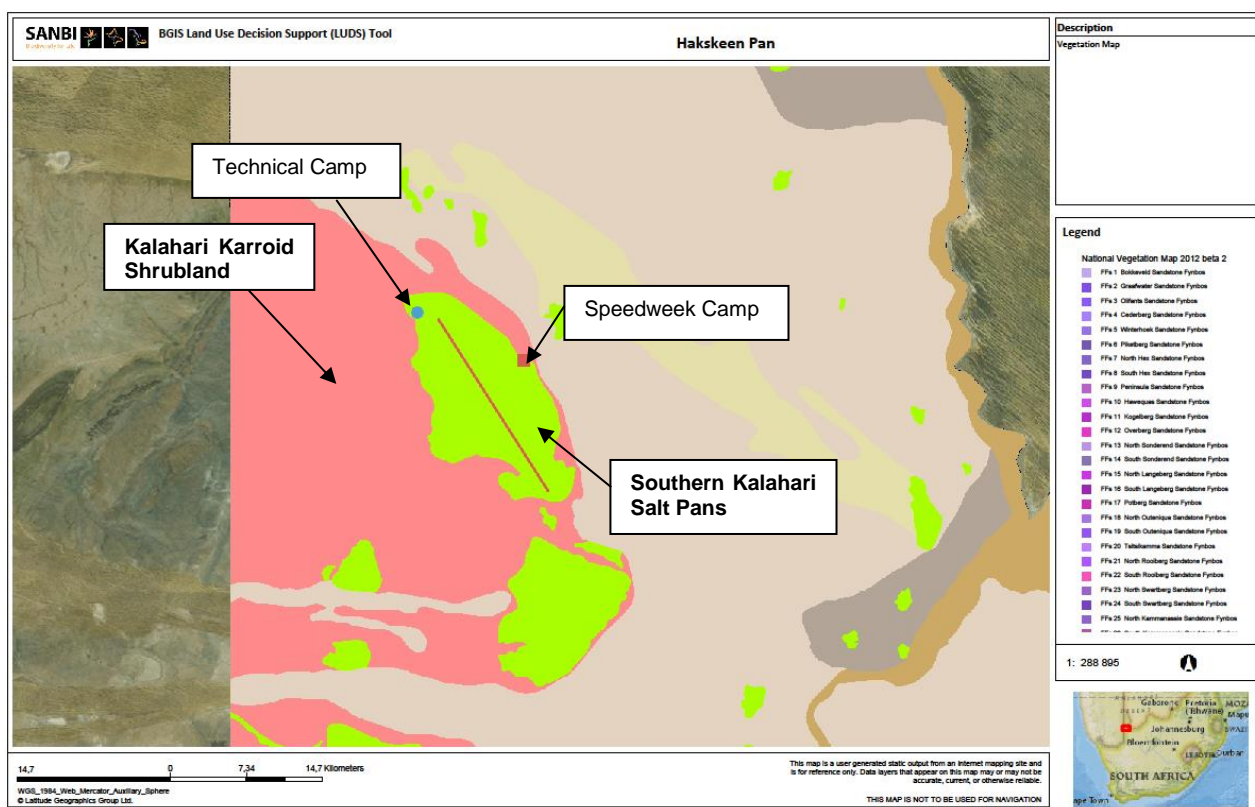 SANBI
BGIS Land Use Decision Support (LUDS) Tool
Hakskeen Pan
Description
Vegetation Map
Technical Camp
Kalahari Karroid
Shrubland
Speedweek Camp
Southern Kalahari
Salt Pans
Legend
National Vegetation Map 2012 beta 2
FFs 1 Bokkeveld Sandstone Fynbos
FFs 2 Graafwater Sandstone Fynbos
FFs 3 Olifants Sandstone Fynbos
FFs 4 Cederberg Sandstone Fynbos
FFs 5 Winterhoek Sandstone Fynbos
FFs 6 Piketberg Sandstone Fynbos
FFs 7 North Hex Sandstone Fynbos
FFs 8 South Hex Sandstone Fynbos
FFs 9 Peninsula Sandstone Fynbos
FFs 10 Hawequas Sandstone Fynbos
FFs 11 Kogelberg Sandstone Fynbos
FFs 12 Overberg Sandstone Fynbos
FFs 13 North Sonderend Sandstone Fynbos
FFs 14 South Sonderend Sandstone Fynbos
FFs 15 North Langeberg Sandstone Fynbos
FFs 16 South Langeberg Sandstone Fynbos
FFs 17 Potberg Sandstone Fynbos
FFs 18 North Outeniqua Sandstone Fynbos
FFs 19 South Outeniqua Sandstone Fynbos
FFs 20 Tsitsikamma Sandstone Fynbos
FFs 21 North Rooiberg Sandstone Fynbos
FFs 22 South Rooiberg Sandstone Fynbos
FFs 23 North Swartberg Sandstone Fynbos
FFs 24 South Swartberg Sandstone Fynbos
FFs 25 North Kammanassie Sandstone Fynbos
1: 288 895
Gaborone Pretoria MOZ
DESERT (Tshwane) Map
Johannesburg SWAZI
Bloemfontein
LESOTHO Durban
SOUTH AFRICA
ape Town
14,7 0 7,34 14,7 Kilometers
WGS_1984_Web_Mercator_Auxiliary_Sphere
© Latitude Geographics Group Ltd.
This map is a user generated static output from an Internet mapping site and
is for reference only. Data layers that appear on this map may or may not be
accurate, current, or otherwise reliable.
THIS MAP IS NOT TO BE USED FOR NAVIGATION